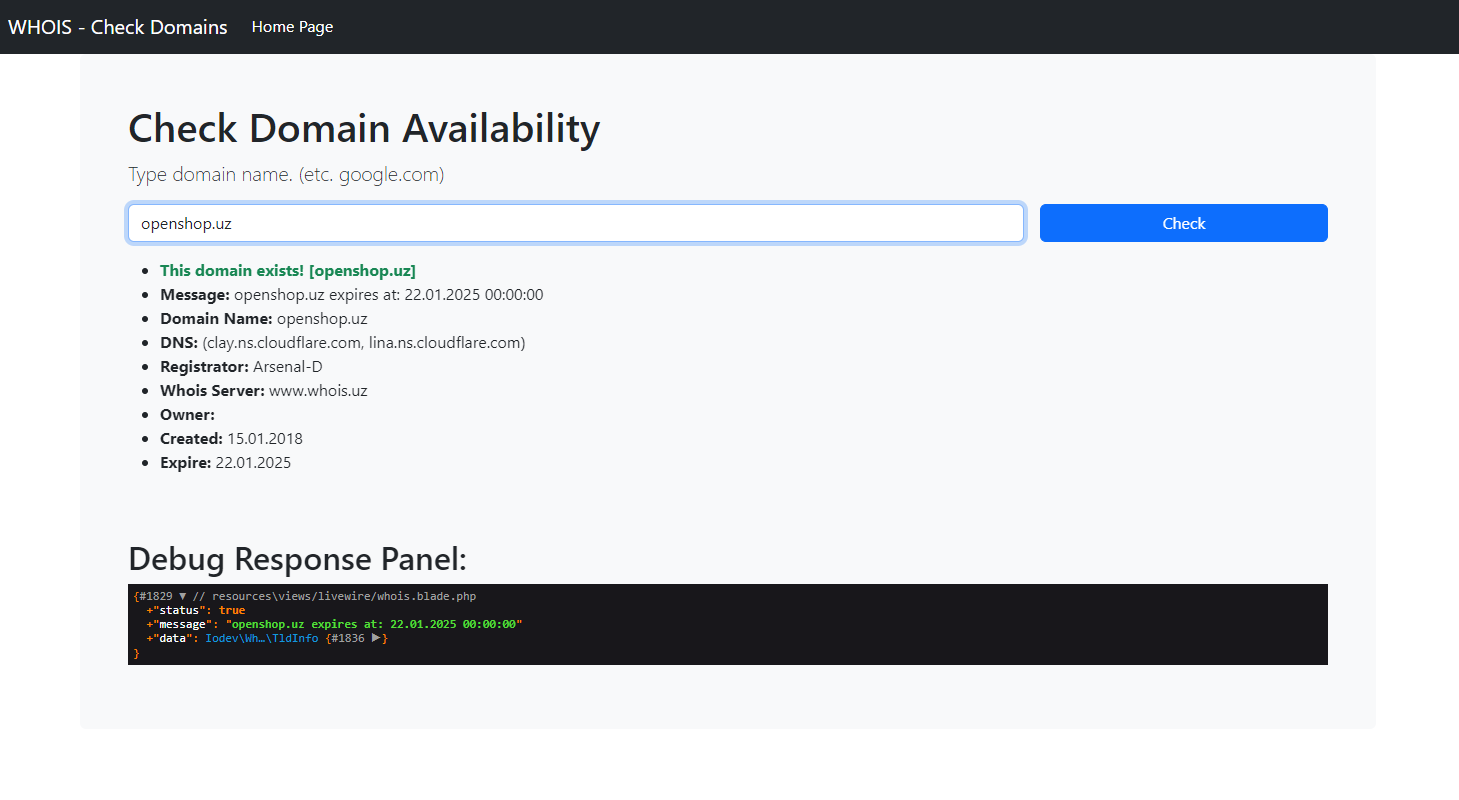 WHOIS - Check Domains Home Page
Check Domain Availability
Type domain name. (etc. google.com)
openshop.uz Check
This domain exists! [openshop.uz]
Message: openshop.uz expires at: 22.01.2025 00:00:00
Domain Name: openshop.uz
DNS: (clay.ns.cloudflare.com, lina.ns.cloudflare.com)
Registrator: Arsenal-D
Whois Server: www.whois.uz
Owner:
Created: 15.01.2018
Expire: 22.01.2025
Debug Response Panel:
{#1829 ▼ // resources\views/livewire/whois.blade.php
+"status": true
+"message": "openshop.uz expires at: 22.01.2025 00:00:00"
+"data": Iodev\Wh…\TldInfo {#1836 ▶}
}